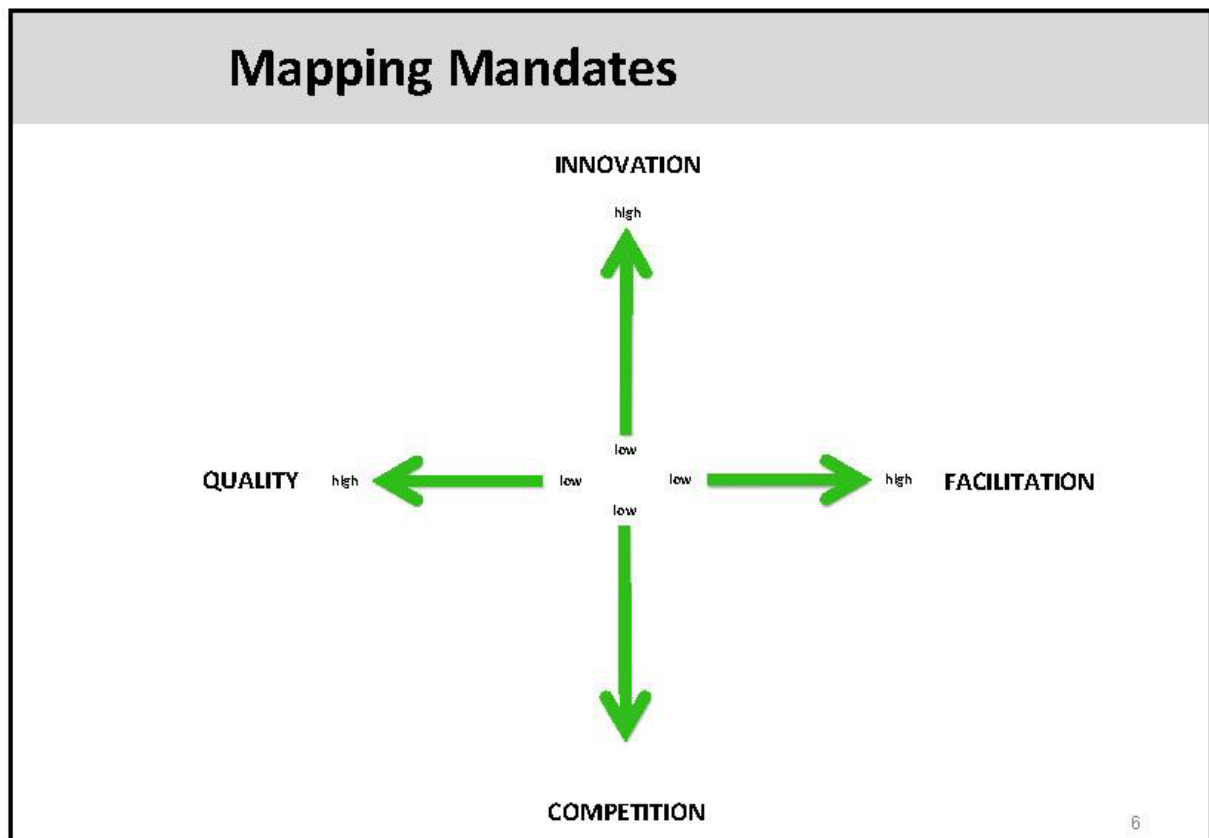 Mapping Mandates
INNOVATION
high
low
QUALITY high low low high FACILITATION
low
COMPETITION
6